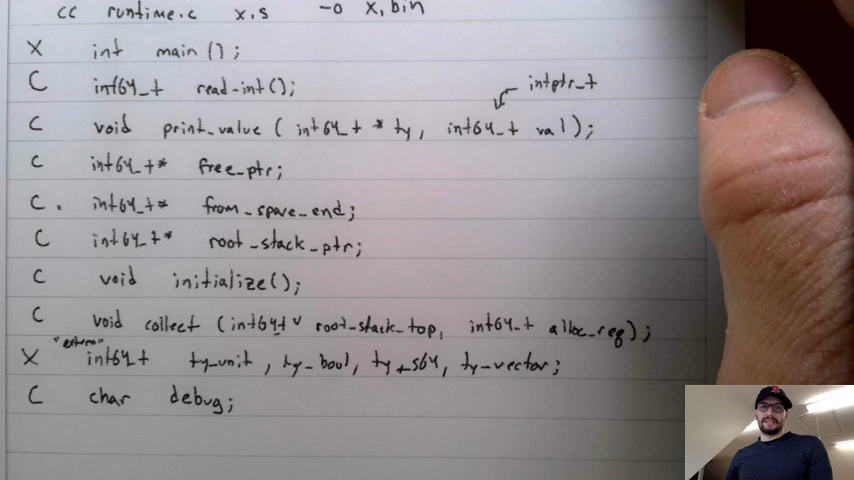 cc runtime.c x.s -o x.bin
X int main();
C int64_t read-int();
intptr_t
C void print_value ( int64_t * ty, int64_t val );
C int64_t* free_ptr;
C. int64_t* from_space_end;
C int64_t* root_stack_ptr;
C void initialize();
C void collect (int64_t* root_stack_top, int64_t alloc_req);
"extern"
X int64_t ty_unit, ty_bool, ty_s64, ty_vector;
C char debug;